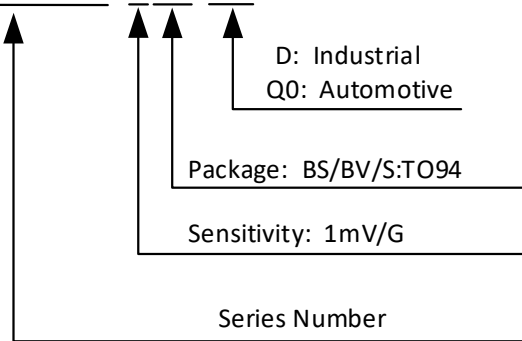 D: Industrial
Q0: Automotive
Package: BS/BV/S:TO94
Sensitivity: 1mV/G
Series Number